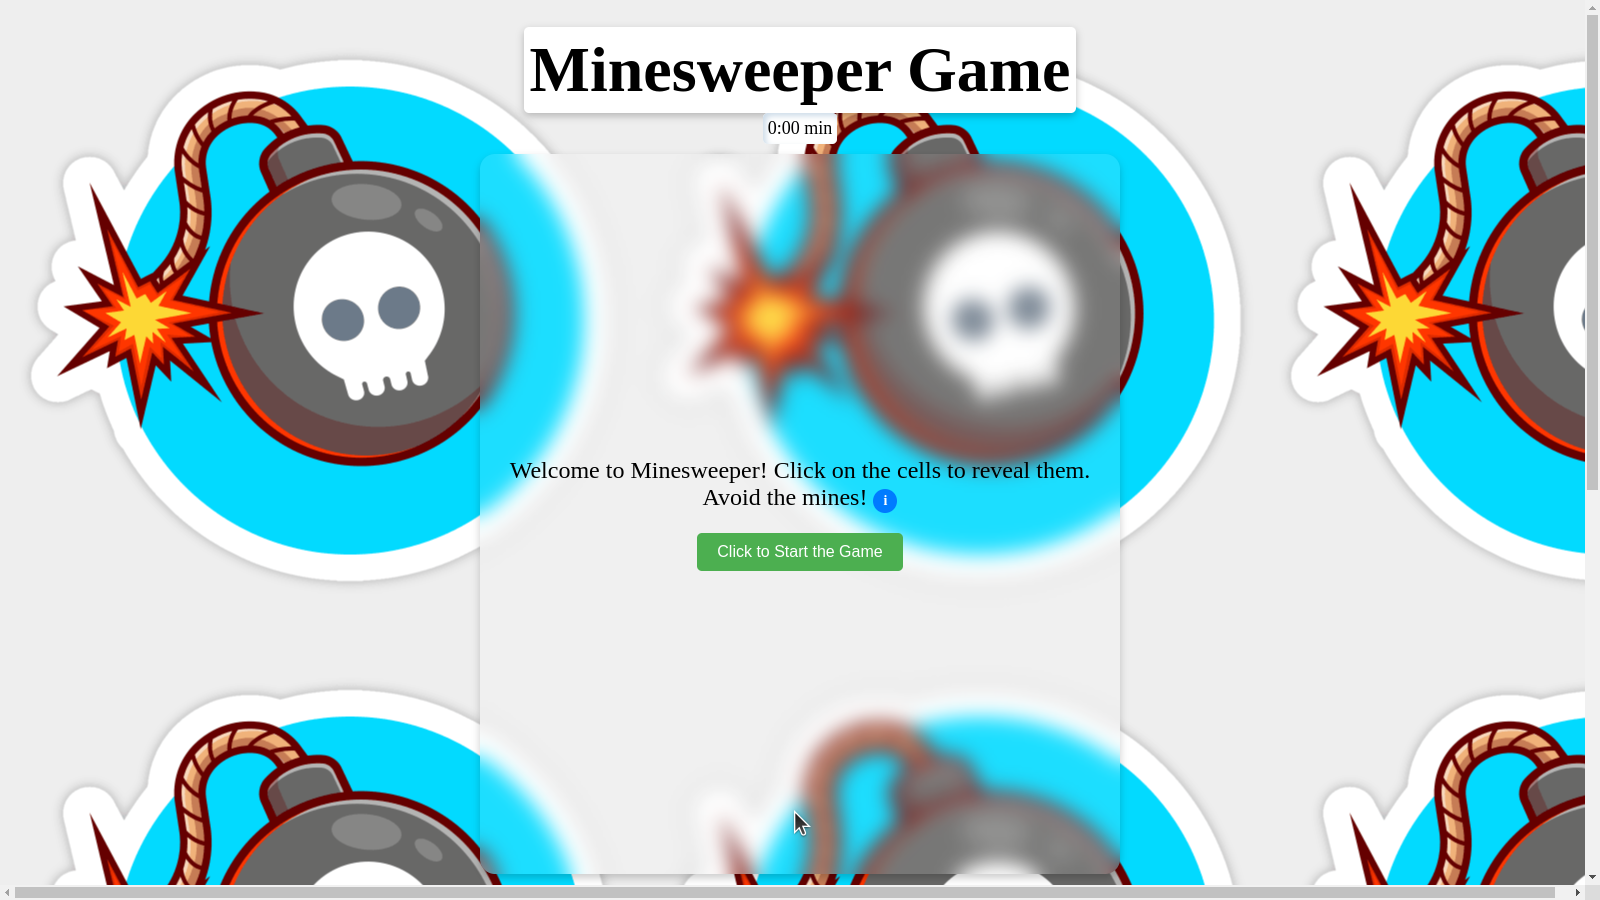 Minesweeper Game
0:00 min
Welcome to Minesweeper! Click on the cells to reveal them.
Avoid the mines! i
Click to Start the Game